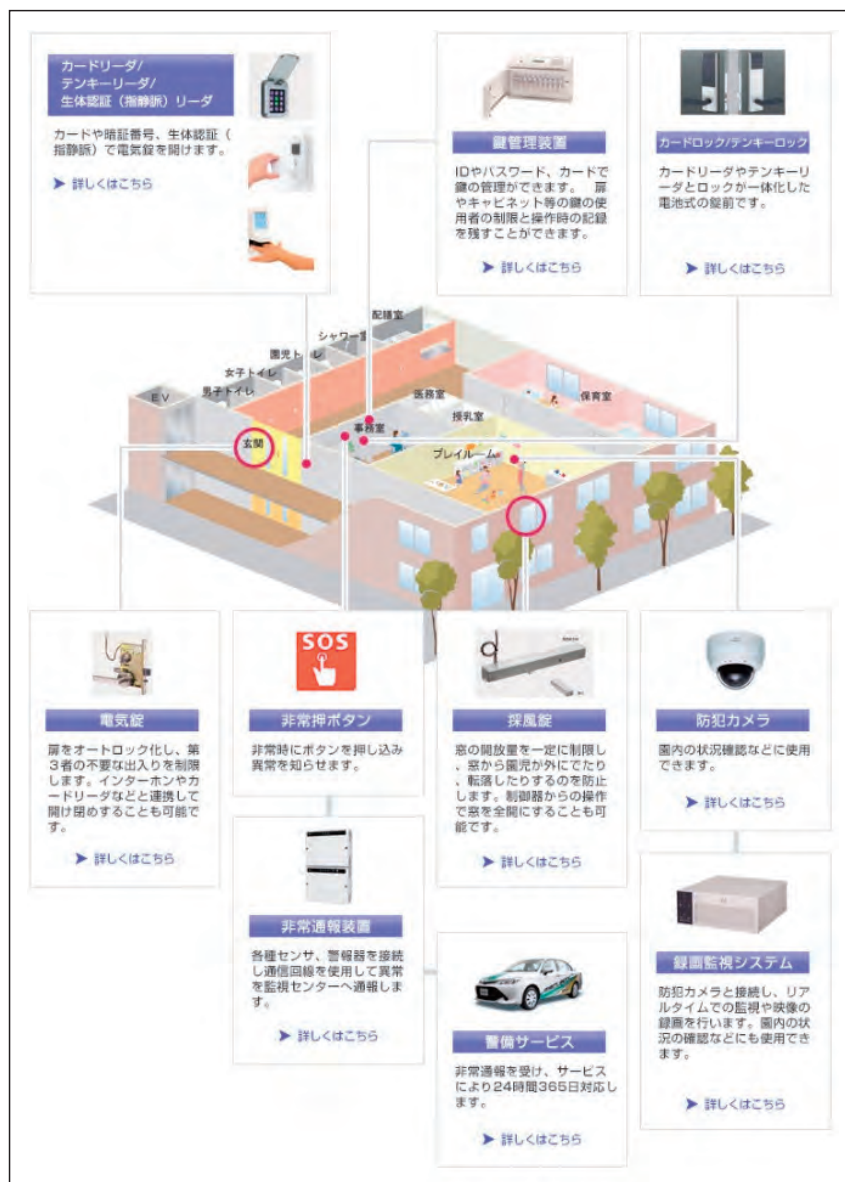 カードリーダ/
テンキーリーダ/
生体認証（指静脈）リーダ
カードや暗証番号、生体認証（
指静脈）で電気錠を開けます。
➤ 詳しくはこちら
鍵管理装置
IDやパスワード、カードで
鍵の管理ができます。 扉
やキャビネット等の鍵の使
用者の制限と操作時の記録
を残すことができます。
➤ 詳しくはこちら
カードロック/テンキーロック
カードリーダやテンキーリ
ーダとロックが一体化した
電池式の錠前です。
➤ 詳しくはこちら
配膳室
シャワー室
園児トイレ
女子トイレ
男子トイレ
EV
玄関
事務室
医務室
授乳室
保育室
プレイルーム
電気錠
扉をオートロック化し、第
3者の不要な出入りを制限
します。インターホンやカ
ードリーダなどと連携して
開け閉めすることも可能で
す。
➤ 詳しくはこちら
SOS
非常押ボタン
非常時にボタンを押し込み
異常を知らせます。
採風錠
窓の開放量を一定に制限し
、窓から園児が外にでたり
、転落したりするのを防止
します。制御器からの操作
で窓を全開にすることも可
能です。
防犯カメラ
園内の状況確認などに使用
できます。
➤ 詳しくはこちら
非常通報装置
各種センサ、警報器を接続
し通信回線を使用して異常
を監視センターへ通報しま
す。
➤ 詳しくはこちら
警備サービス
非常通報を受け、サービス
により24時間365日対応し
ます。
録画監視システム
防犯カメラと接続し、リア
ルタイムでの監視や映像の
録画を行います。園内の状
況の確認などにも使用でき
ます。
➤ 詳しくはこちら